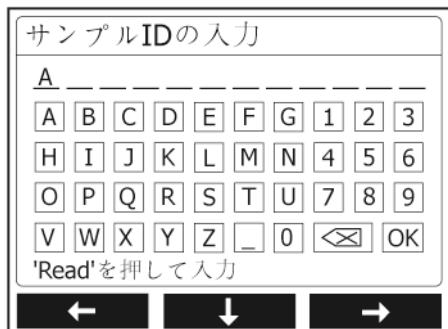 サンプルIDの入力
A _ _ _ _ _ _ _ _ _ _ _
A B C D E F G 1 2 3
H I J K L M N 4 5 6
O P Q R S T U 7 8 9
V W X Y Z _ 0 ⌫ OK
'Read'を押して入力
← ↓ →